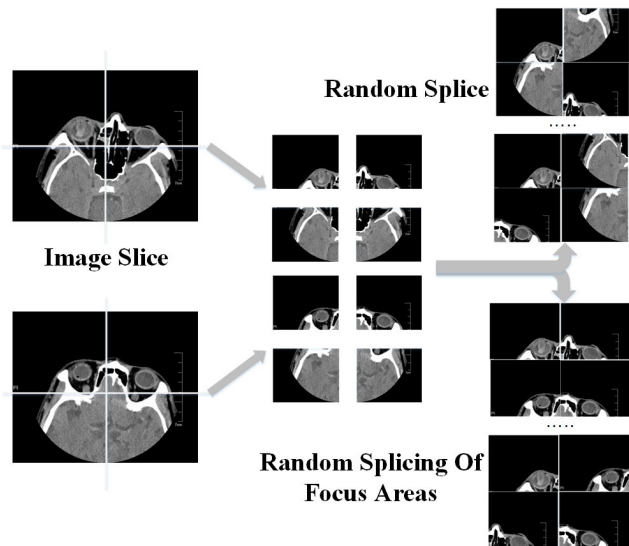 Random Splice
.....
Image Slice
.....
Random Splicing Of
Focus Areas